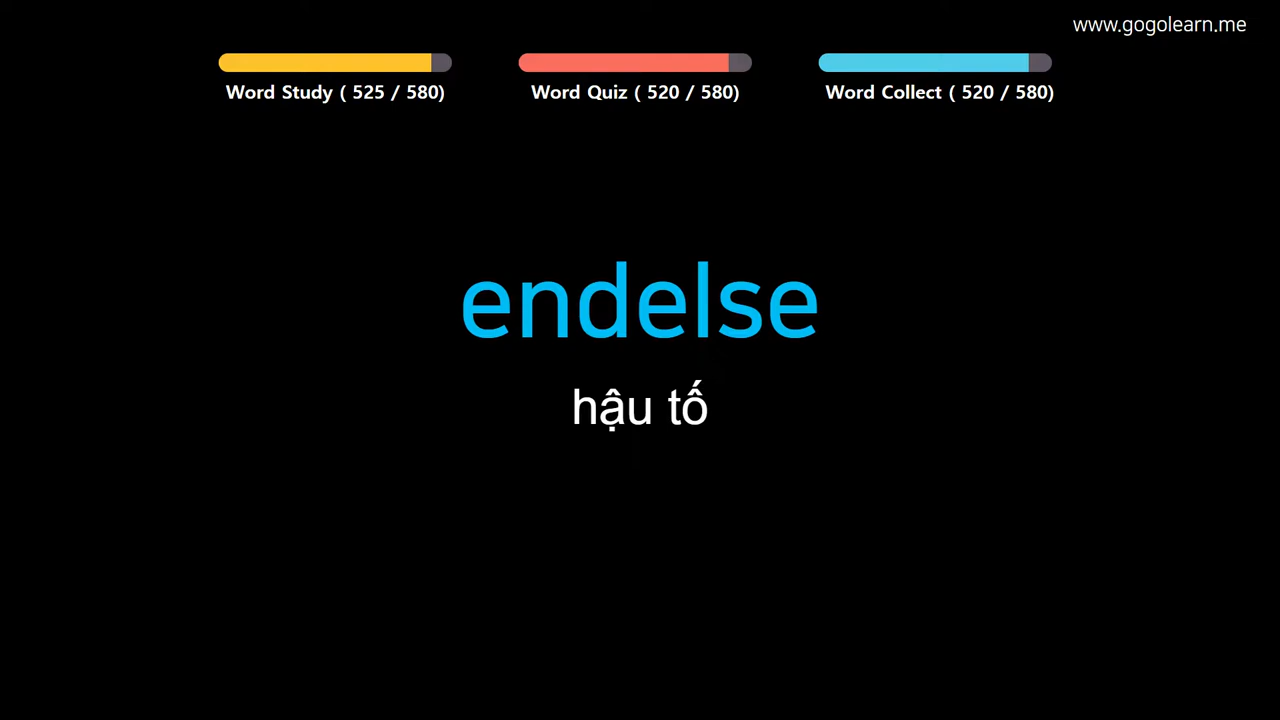 www.gogolearn.me
Word Study ( 525 / 580)
Word Quiz ( 520 / 580)
Word Collect ( 520 / 580)
endelse
hậu tố